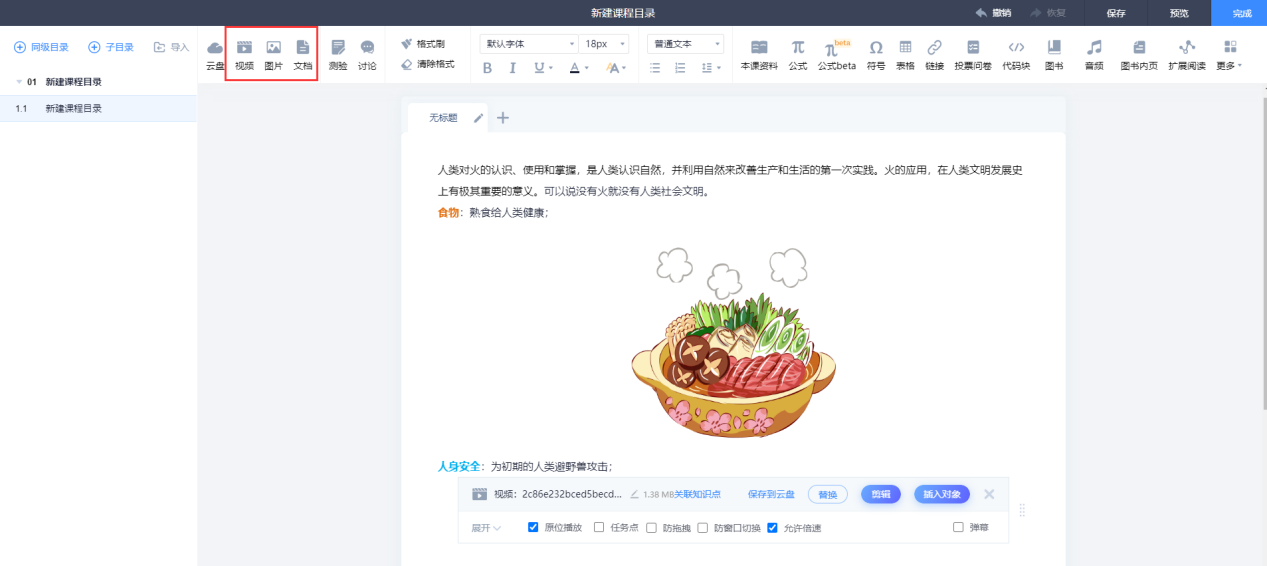 新建课程目录
撤销 恢复 保存 预览 完成
同级目录 子目录 导入
01 新建课程目录
1.1 新建课程目录
云盘 视频 图片 文档 测验 讨论
格式刷
清除格式
默认字体 18px 普通文本
B I U A A
本课资料 公式 公式beta 符号 表格 链接 投票问卷 代码块 图书 音频 图书内页 扩展阅读 更多
beta
无标题
人类对火的认识、使用和掌握，是人类认识自然，并利用自然来改善生产和生活的第一次实践。火的应用，在人类文明发展史
上有极其重要的意义。可以说没有火就没有人类社会文明。
食物：熟食给人类健康；
人身安全：为初期的人类避野兽攻击；
视频：2c86e232bced5becd... 1.38 MB 关联知识点 保存到云盘 替换 剪辑 插入对象
展开 原位播放 任务点 防拖拽 防窗口切换 允许倍速 弹幕